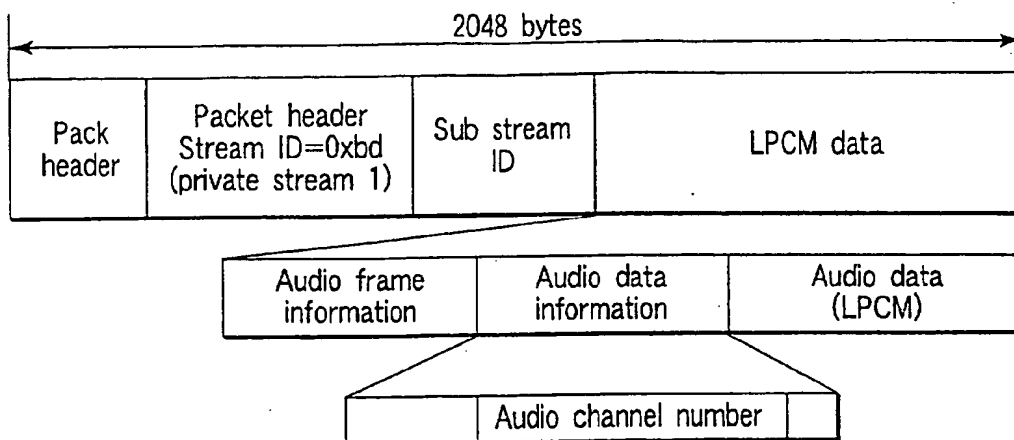 2048 bytes
Pack
header
Packet header
Stream ID=0xbd
(private stream 1)
Sub stream
ID
LPCM data
Audio frame
information
Audio data
information
Audio data
(LPCM)
Audio channel number